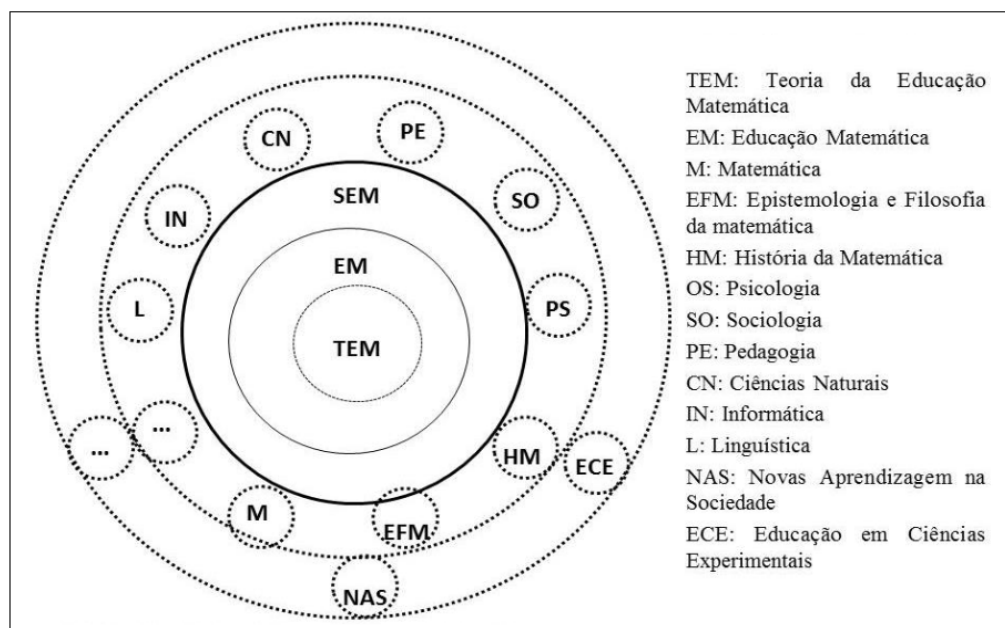 CN
PE
SEM
SO
IN
EM
L
PS
TEM
...
...
HM
ECE
M
EFM
NAS
TEM: Teoria da Educação
Matemática
EM: Educação Matemática
M: Matemática
EFM: Epistemologia e Filosofia
da matemática
HM: História da Matemática
OS: Psicologia
SO: Sociologia
PE: Pedagogia
CN: Ciências Naturais
IN: Informática
L: Linguística
NAS: Novas Aprendizagem na
Sociedade
ECE: Educação em Ciências
Experimentais